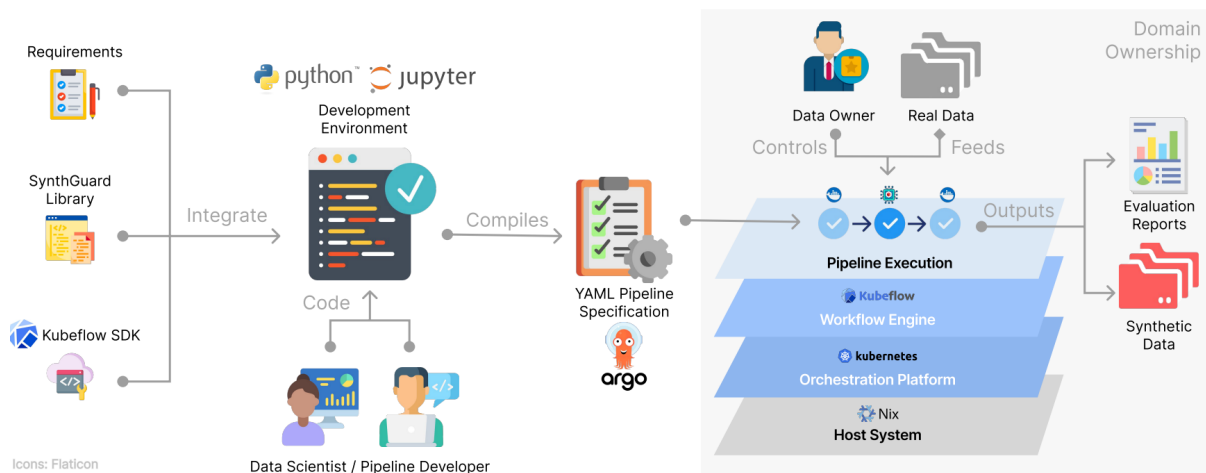 Requirements
SynthGuard
Library
Kubeflow SDK
Integrate
python™
jupyter
Development
Environment
Code
Data Scientist / Pipeline Developer
Compiles
YAML Pipeline
Specification
argo
Domain
Ownership
Data Owner
Real Data
Controls
Feeds
Pipeline Execution
Kubeflow
Workflow Engine
kubernetes
Orchestration Platform
Nix
Host System
Outputs
Evaluation
Reports
Synthetic
Data
Icons: Flaticon